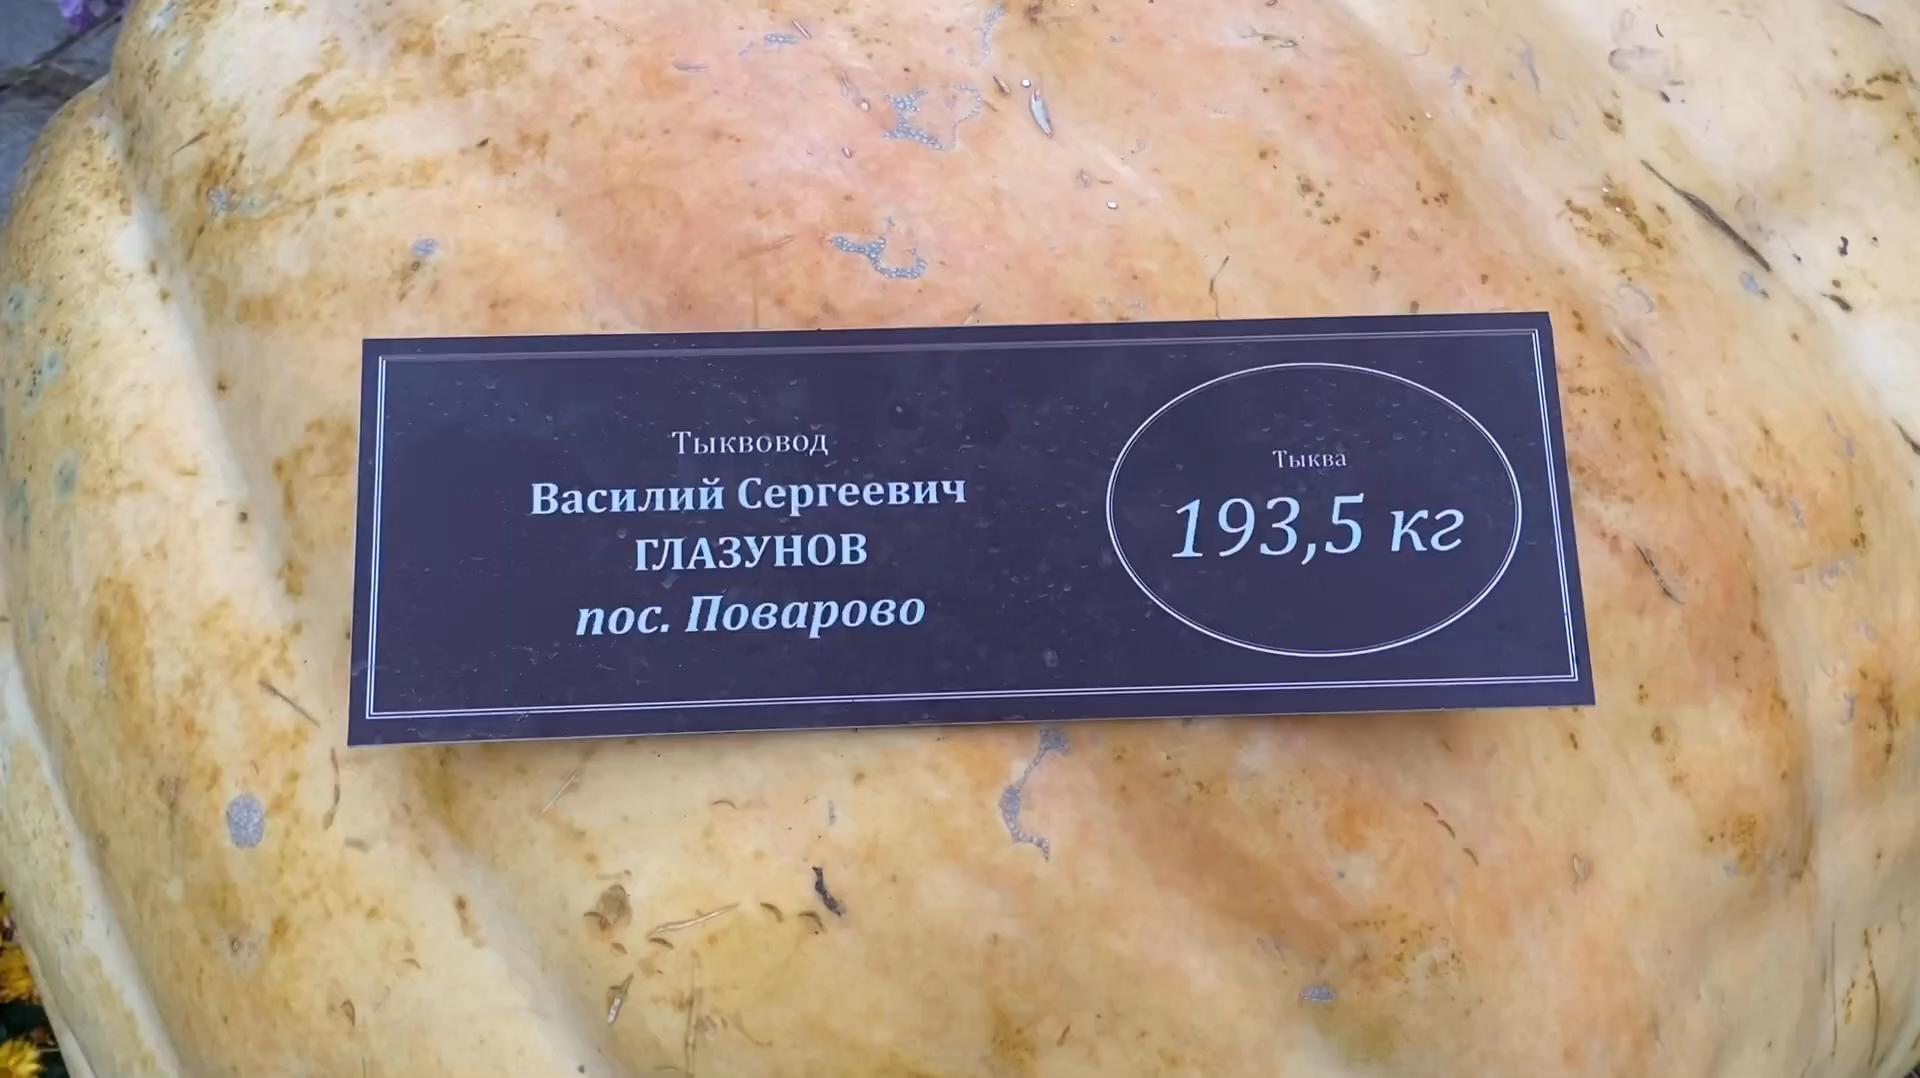 Тыквовод
Василий Сергеевич
ГЛАЗУНОВ
пос. Поварово
Тыква
193,5 кг